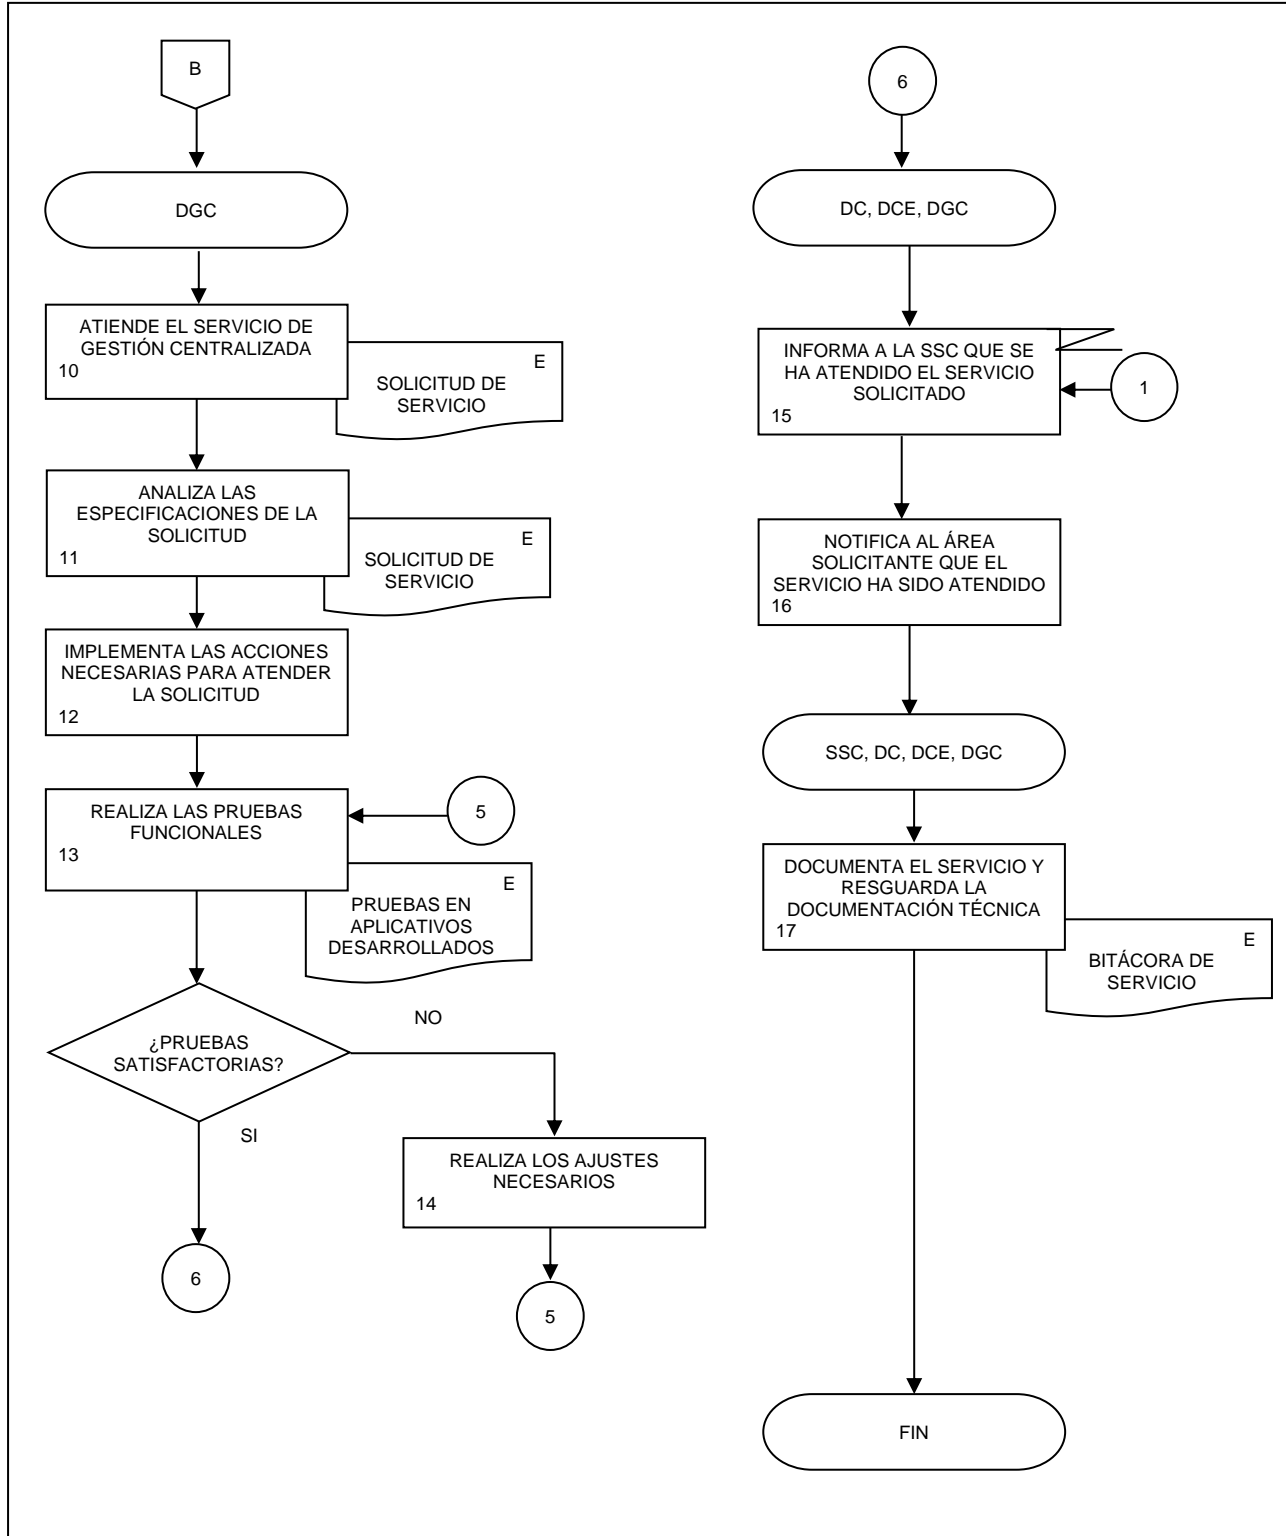 B
DGC
ATIENDE EL SERVICIO DE
GESTIÓN CENTRALIZADA
10
E
SOLICITUD DE
SERVICIO
ANALIZA LAS
ESPECIFICACIONES DE LA
SOLICITUD
11
E
SOLICITUD DE
SERVICIO
IMPLEMENTA LAS ACCIONES
NECESARIAS PARA ATENDER
LA SOLICITUD
12
REALIZA LAS PRUEBAS
FUNCIONALES
13
5
E
PRUEBAS EN
APLICATIVOS
DESARROLLADOS
¿PRUEBAS
SATISFACTORIAS?
NO
SI
REALIZA LOS AJUSTES
NECESARIOS
14
6
5
6
DC, DCE, DGC
INFORMA A LA SSC QUE SE
HA ATENDIDO EL SERVICIO
SOLICITADO
15
1
NOTIFICA AL ÁREA
SOLICITANTE QUE EL
SERVICIO HA SIDO ATENDIDO
16
SSC, DC, DCE, DGC
DOCUMENTA EL SERVICIO Y
RESGUARDA LA
DOCUMENTACIÓN TÉCNICA
17
E
BITÁCORA DE
SERVICIO
FIN